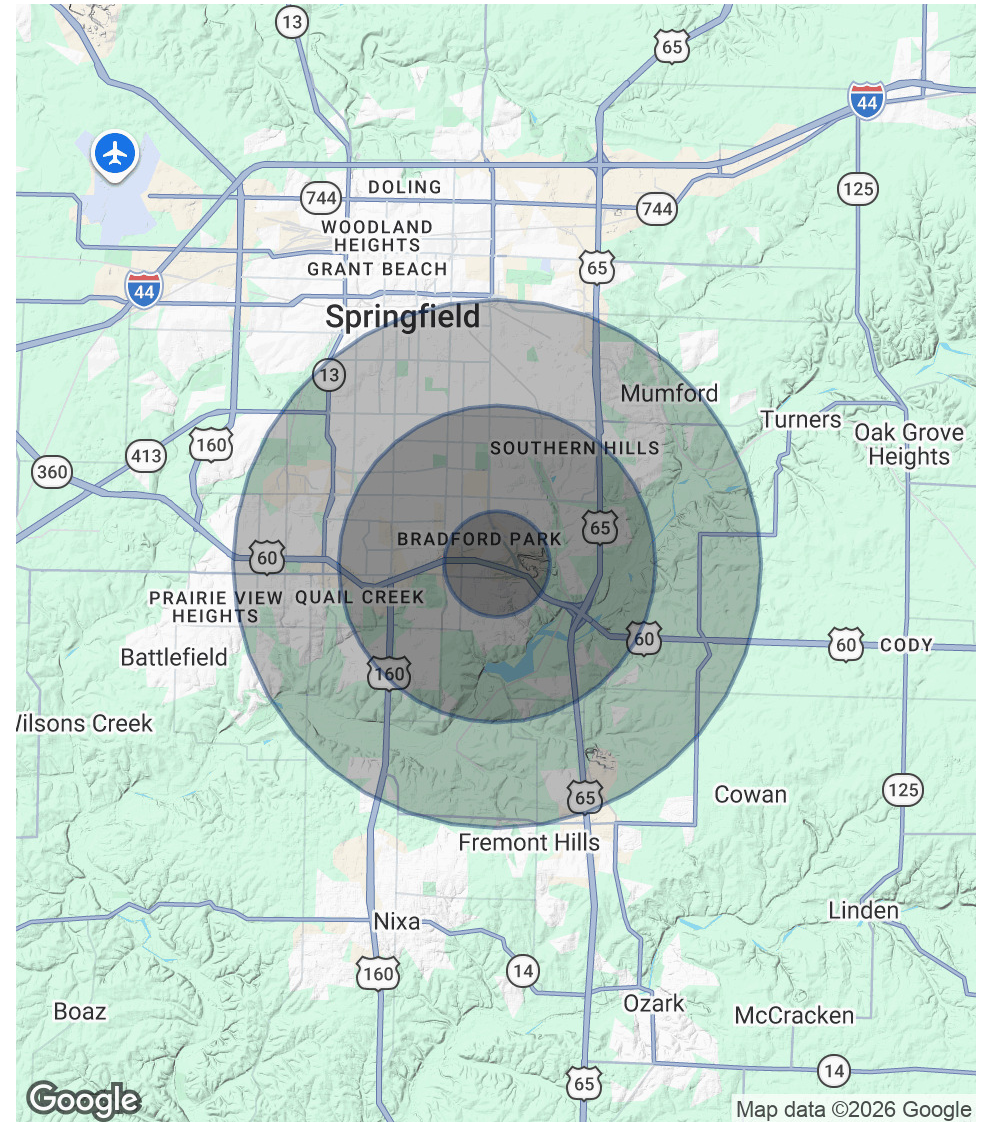 13
65
44
125
744
DOLING
744
WOODLAND
HEIGHTS
GRANT BEACH
65
44
Springfield
13
Mumford
Turners
Oak Grove
Heights
160
413
360
SOUTHERN HILLS
65
BRADFORD PARK
60
PRAIRIE VIEW
HEIGHTS
QUAIL CREEK
60
60
CODY
Battlefield
160
Wilsons Creek
65
Cowan
125
Fremont Hills
Nixa
Linden
160
14
Boaz
Ozark
McCracken
14
65
Google
Map data ©2026 Google